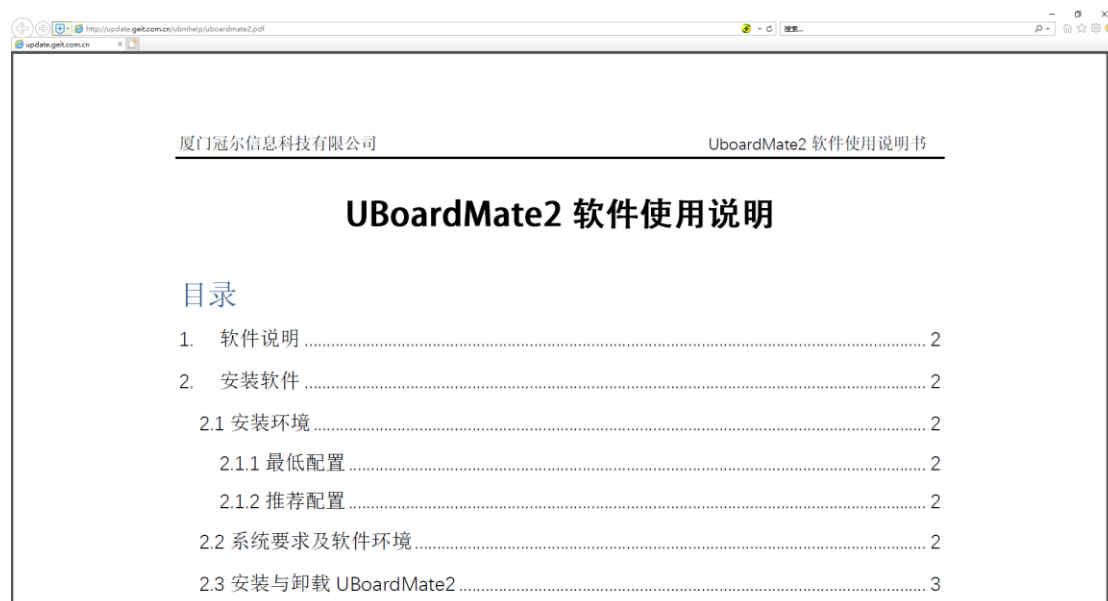 http://update.geit.com.cn/ubmhelp/uboardmate2.pdf
搜索...
update.geit.com.cn
厦门冠尔信息科技有限公司 UboardMate2 软件使用说明书
UBoardMate2 软件使用说明
目录
1. 软件说明 ........ 2
2. 安装软件 ........ 2
2.1 安装环境 ........ 2
2.1.1 最低配置 ........ 2
2.1.2 推荐配置 ........ 2
2.2 系统要求及软件环境 ........ 2
2.3 安装与卸载 UBoardMate2 ........ 3